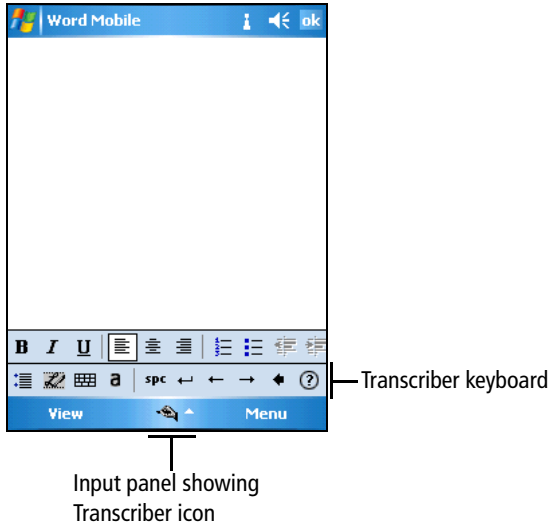 Word Mobile ok
B I U
a spc ?
Transcriber keyboard
View Menu
Input panel showing
Transcriber icon